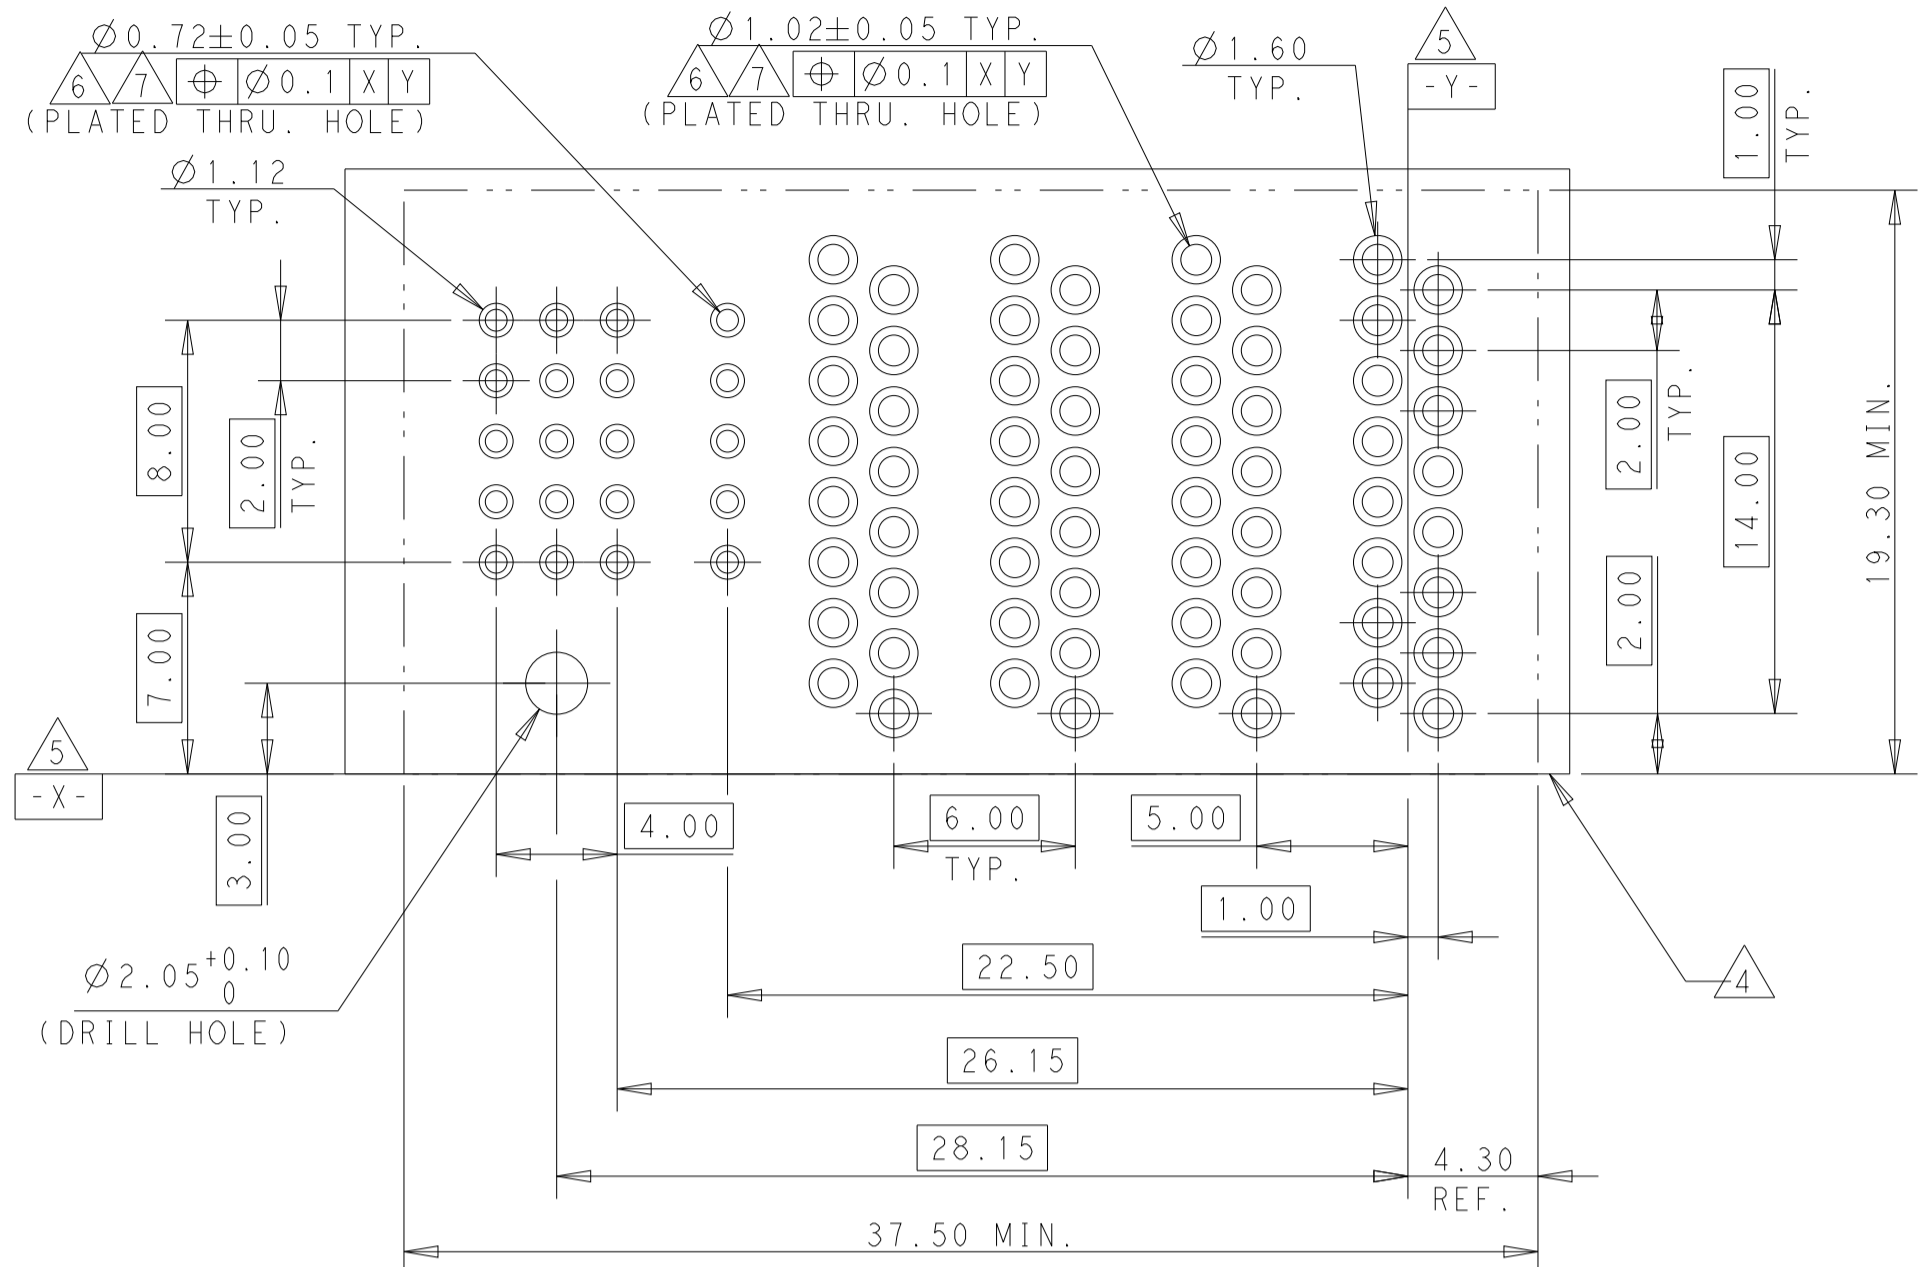 Ø0.72±0.05 TYP.
6 7 ⌖ Ø0.1 X Y
(PLATED THRU. HOLE)
Ø1.02±0.05 TYP.
6 7 ⌖ Ø0.1 X Y
(PLATED THRU. HOLE)
Ø1.60
TYP.
5
-Y-
1.00
TYP.
Ø1.12
TYP.
8.00
2.00
TYP.
7.00
3.00
5
-X-
2.00
TYP.
14.00
2.00
19.30 MIN.
4.00
6.00
TYP.
5.00
1.00
22.50
26.15
28.15
4.30
REF.
37.50 MIN.
Ø2.05 +0.10
0
(DRILL HOLE)
4